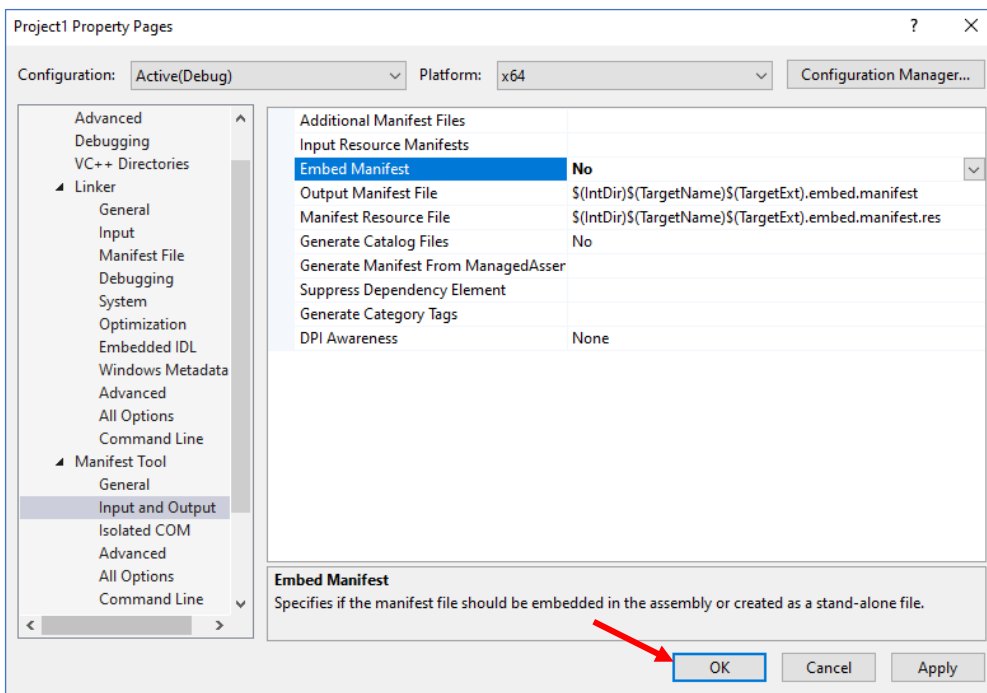 Project1 Property Pages
?
Configuration: Active(Debug) Platform: x64 Configuration Manager...
Advanced
Debugging
VC++ Directories
Linker
General
Input
Manifest File
Debugging
System
Optimization
Embedded IDL
Windows Metadata
Advanced
All Options
Command Line
Manifest Tool
General
Input and Output
Isolated COM
Advanced
All Options
Command Line
Additional Manifest Files
Input Resource Manifests
Embed Manifest No
Output Manifest File $(IntDir)$(TargetName)$(TargetExt).embed.manifest
Manifest Resource File $(IntDir)$(TargetName)$(TargetExt).embed.manifest.res
Generate Catalog Files No
Generate Manifest From ManagedAsser
Suppress Dependency Element
Generate Category Tags
DPI Awareness None
Embed Manifest
Specifies if the manifest file should be embedded in the assembly or created as a stand-alone file.
OK Cancel Apply